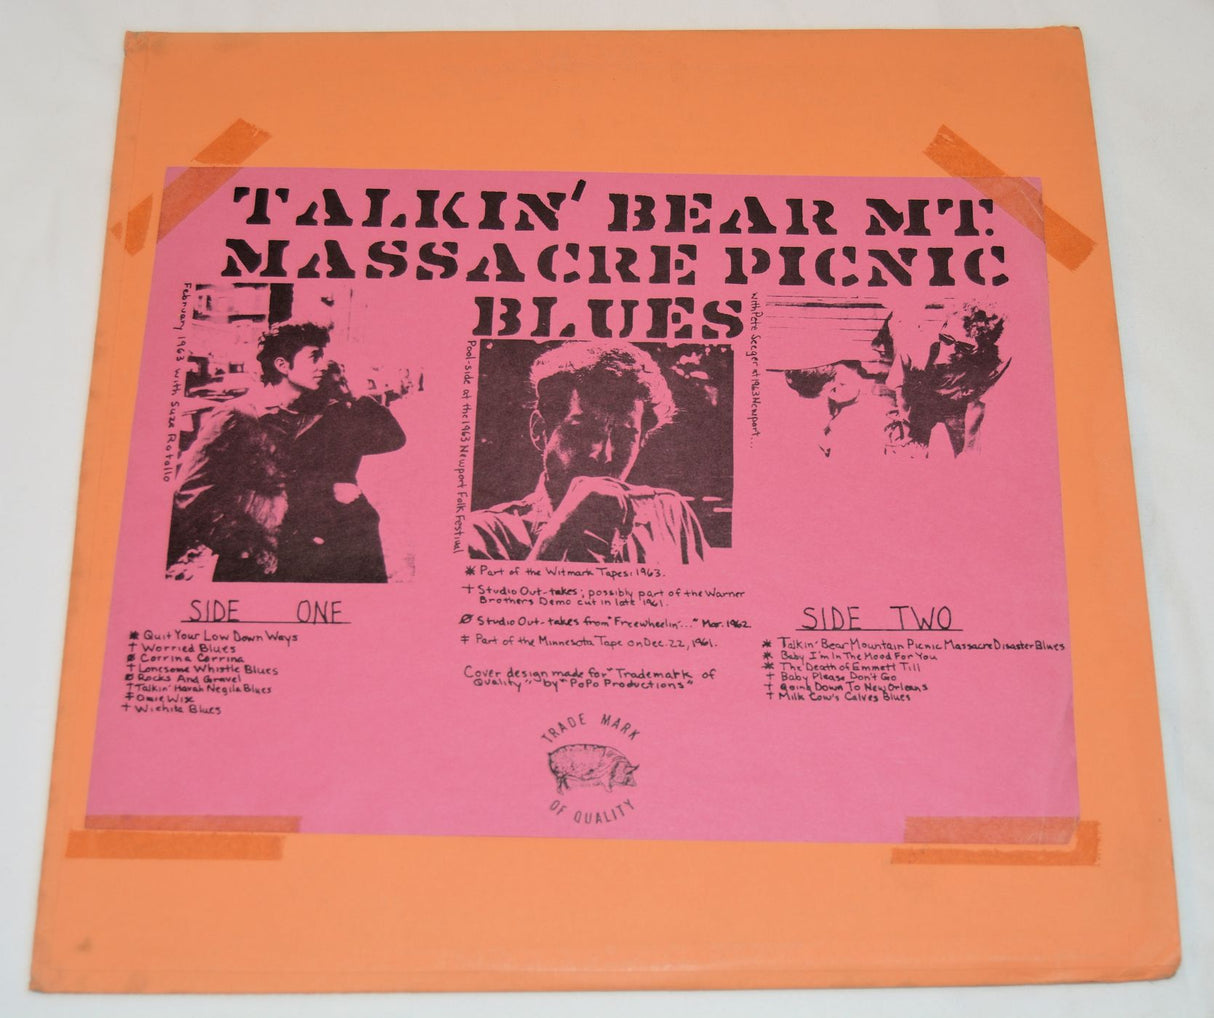 TALKIN' BEAR MT.
MASSACRE PICNIC
BLUES
February 1963 with Suza Rotollo
Pool-side at the 1963 Newport Folk Festival
with Pete Seeger at 1963 Newport...
* Part of the Witmark Tapes: 1963.
† Studio Out-takes; possibly part of the Warner
Brothers Demo cut in late 1961.
Ø Studio Out-takes from "Freewheelin'..." Mar. 1962.
‡ Part of the Minnesota Tape on Dec. 22, 1961.
Cover design made for "Trademark of
Quality" by "PoPo Productions"
SIDE ONE
* Quit Your Low Down Ways
† Worried Blues
Ø Corrina Corrina
† Lonesome Whistle Blues
Ø Rocks And Gravel
† Talkin' Havah Negila Blues
‡ Omie Wise
† Wichita Blues
SIDE TWO
* Talkin' Bear Mountain Picnic Massacre Disaster Blues
* Baby I'm In The Mood For You
* The Death of Emmett Till
† Baby Please Don't Go
† Going Down To New Orleans
† Milk Cow's Calves Blues
TRADE MARK
OF QUALITY